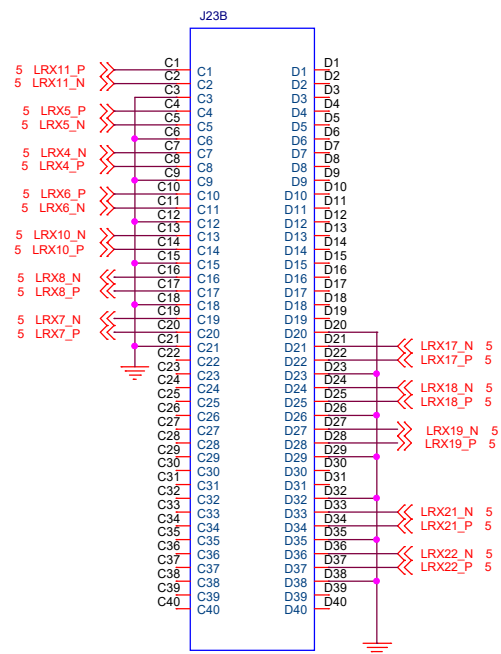 J23B
C1 C1 D1 D1
5 LRX11_P
C2 C2 D2 D2
5 LRX11_N
C3 C3 D3 D3
C4 C4 D4 D4
5 LRX5_P
C5 C5 D5 D5
5 LRX5_N
C6 C6 D6 D6
C7 C7 D7 D7
5 LRX4_N
C8 C8 D8 D8
5 LRX4_P
C9 C9 D9 D9
C10 C10 D10 D10
5 LRX6_P
C11 C11 D11 D11
5 LRX6_N
C12 C12 D12 D12
C13 C13 D13 D13
5 LRX10_N
C14 C14 D14 D14
5 LRX10_P
C15 C15 D15 D15
C16 C16 D16 D16
5 LRX8_N
C17 C17 D17 D17
5 LRX8_P
C18 C18 D18 D18
C19 C19 D19 D19
5 LRX7_N
C20 C20 D20 D20
5 LRX7_P
C21 C21 D21 D21
LRX17_N 5
C22 C22 D22 D22
LRX17_P 5
C23 C23 D23 D23
C24 C24 D24 D24
LRX18_N 5
C25 C25 D25 D25
LRX18_P 5
C26 C26 D26 D26
C27 C27 D27 D27
LRX19_N 5
C28 C28 D28 D28
LRX19_P 5
C29 C29 D29 D29
C30 C30 D30 D30
C31 C31 D31 D31
C32 C32 D32 D32
C33 C33 D33 D33
LRX21_N 5
C34 C34 D34 D34
LRX21_P 5
C35 C35 D35 D35
C36 C36 D36 D36
LRX22_N 5
C37 C37 D37 D37
LRX22_P 5
C38 C38 D38 D38
C39 C39 D39 D39
C40 C40 D40 D40